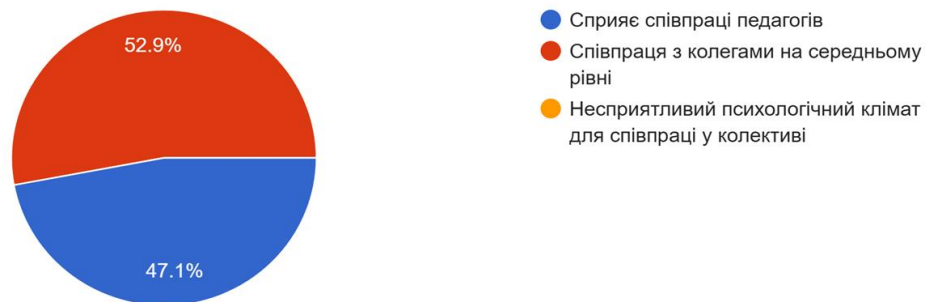 52.9%
47.1%
Сприяє співпраці педагогів
Співпраця з колегами на середньому
рівні
Несприятливий психологічний клімат
для співпраці у колективі